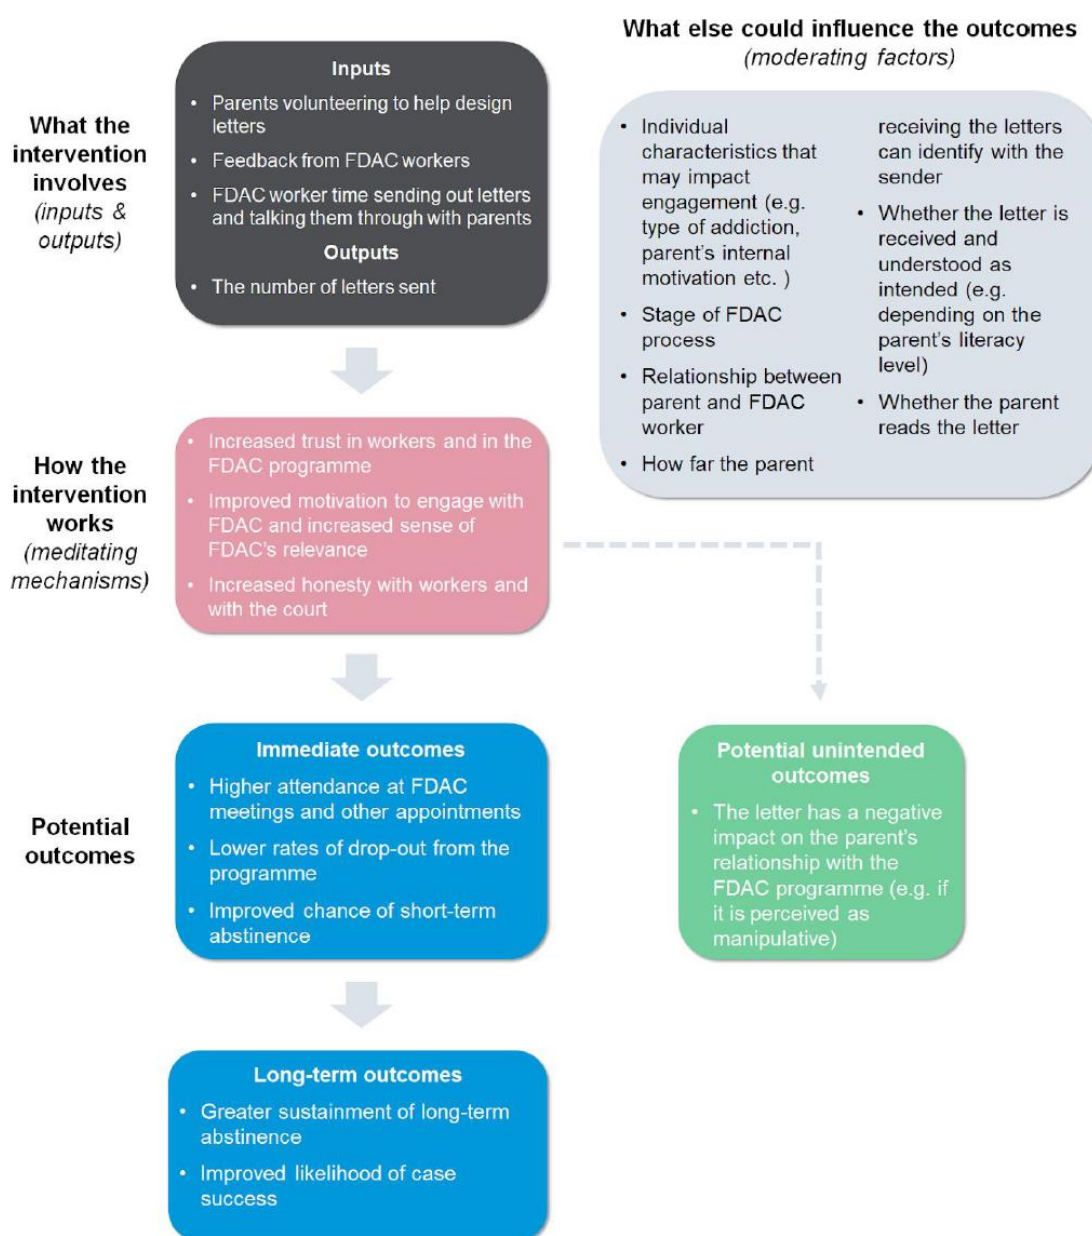 What the
intervention
involves
(inputs &
outputs)
Inputs
• Parents volunteering to help design
letters
• Feedback from FDAC workers
• FDAC worker time sending out letters
and talking them through with parents
Outputs
• The number of letters sent
What else could influence the outcomes
(moderating factors)
• Individual
characteristics that
may impact
engagement (e.g.
type of addiction,
parent's internal
motivation etc. )
• Stage of FDAC
process
• Relationship between
parent and FDAC
worker
• How far the parent
receiving the letters
can identify with the
sender
• Whether the letter is
received and
understood as
intended (e.g.
depending on the
parent's literacy
level)
• Whether the parent
reads the letter
How the
intervention
works
(meditating
mechanisms)
• Increased trust in workers and in the
FDAC programme
• Improved motivation to engage with
FDAC and increased sense of
FDAC's relevance
• Increased honesty with workers and
with the court
Potential
outcomes
Immediate outcomes
• Higher attendance at FDAC
meetings and other appointments
• Lower rates of drop-out from the
programme
• Improved chance of short-term
abstinence
Potential unintended
outcomes
• The letter has a negative
impact on the parent's
relationship with the
FDAC programme (e.g. if
it is perceived as
manipulative)
Long-term outcomes
• Greater sustainment of long-term
abstinence
• Improved likelihood of case
success